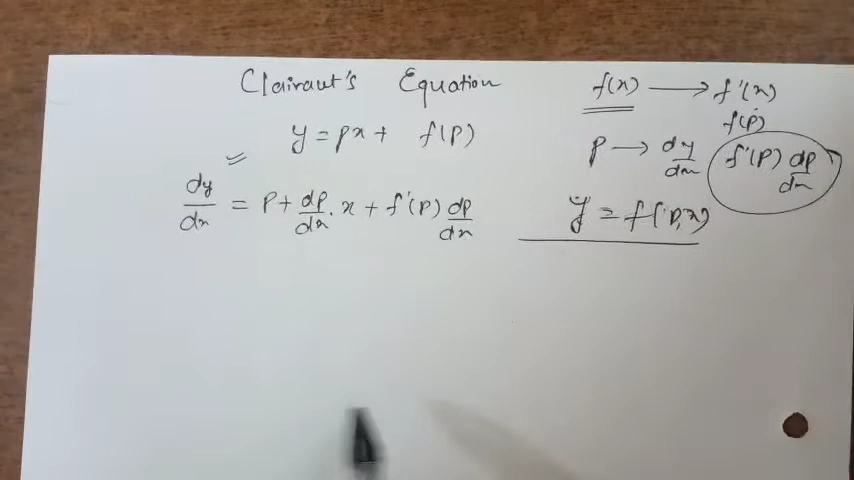 Clairaut's Equation
y = px + f(p)
dy/dx = p + dp/dx . x + f'(p) dp/dx
f(x) → f'(x)
f(p)
p → dy/dx f'(p) dp/dx
y = f(p,x)